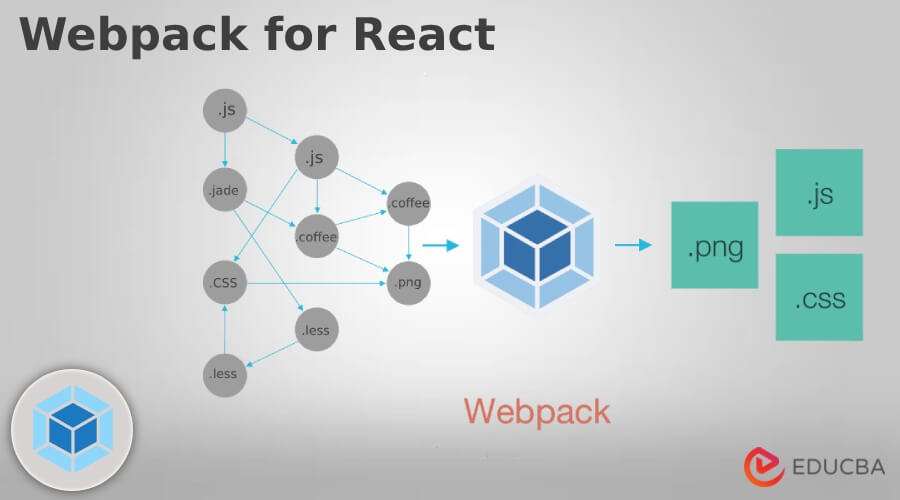 Webpack for React
.js
.js
.jade
.coffee
.coffee
.css
.png
.less
.less
.png
.js
.css
Webpack
EDUCBA